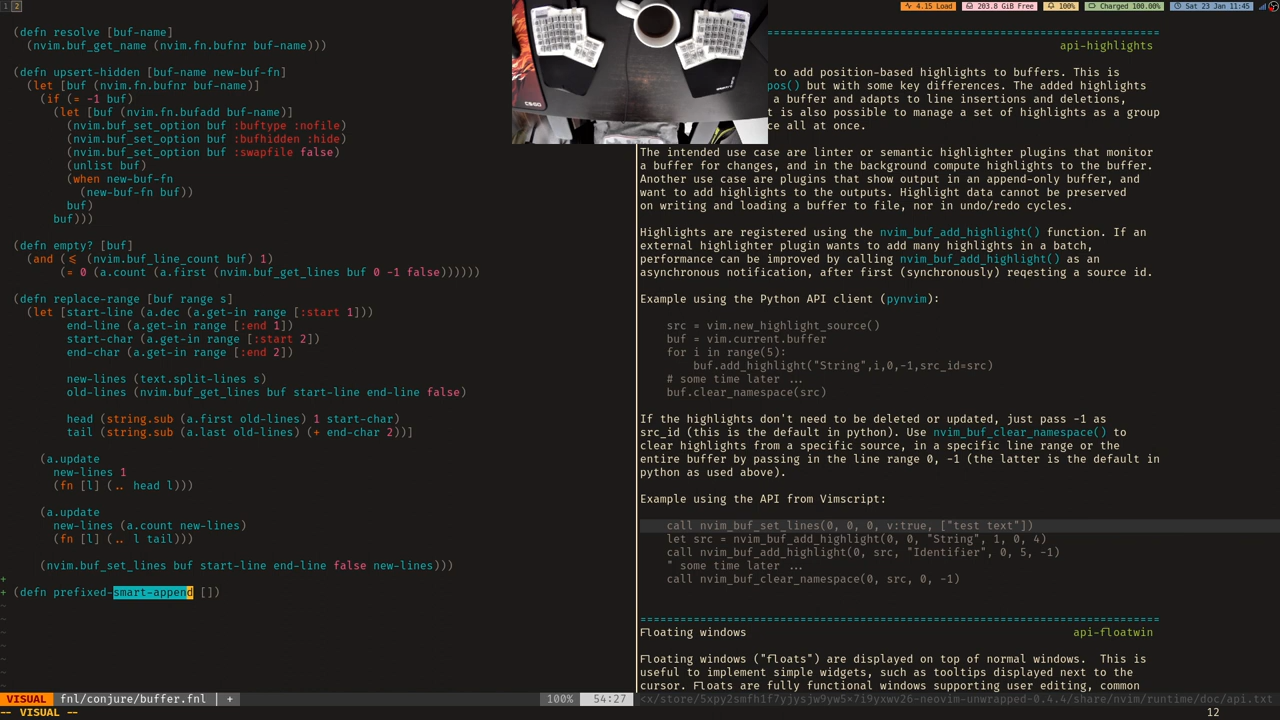 1 2
4.15 Load
203.8 GiB Free
100%
Charged 100.00%
Sat 23 Jan 11:45
(defn resolve [buf-name]
(nvim.buf_get_name (nvim.fn.bufnr buf-name)))
(defn upsert-hidden [buf-name new-buf-fn]
(let [buf (nvim.fn.bufnr buf-name)]
(if (= -1 buf)
(let [buf (nvim.fn.bufadd buf-name)]
(nvim.buf_set_option buf :buftype :nofile)
(nvim.buf_set_option buf :bufhidden :hide)
(nvim.buf_set_option buf :swapfile false)
(unlist buf)
(when new-buf-fn
(new-buf-fn buf))
buf)
buf)))
(defn empty? [buf]
(and (<= (nvim.buf_line_count buf) 1)
(= 0 (a.count (a.first (nvim.buf_get_lines buf 0 -1 false))))))
(defn replace-range [buf range s]
(let [start-line (a.dec (a.get-in range [:start 1]))
end-line (a.get-in range [:end 1])
start-char (a.get-in range [:start 2])
end-char (a.get-in range [:end 2])
new-lines (text.split-lines s)
old-lines (nvim.buf_get_lines buf start-line end-line false)
head (string.sub (a.first old-lines) 1 start-char)
tail (string.sub (a.last old-lines) (+ end-char 2))]
(a.update
new-lines 1
(fn [l] (.. head l)))
(a.update
new-lines (a.count new-lines)
(fn [l] (.. l tail)))
(nvim.buf_set_lines buf start-line end-line false new-lines)))
+
+ (defn prefixed-smart-append [])
~
~
~
~
~
~
VISUAL fnl/conjure/buffer.fnl | + 100% 54:27
-- VISUAL -- 12
================================
api-highlights
to add position-based highlights to buffers. This is
pos() but with some key differences. The added highlights
a buffer and adapts to line insertions and deletions,
t is also possible to manage a set of highlights as a group
ce all at once.
The intended use case are linter or semantic highlighter plugins that monitor
a buffer for changes, and in the background compute highlights to the buffer.
Another use case are plugins that show output in an append-only buffer, and
want to add highlights to the outputs. Highlight data cannot be preserved
on writing and loading a buffer to file, nor in undo/redo cycles.
Highlights are registered using the nvim_buf_add_highlight() function. If an
external highlighter plugin wants to add many highlights in a batch,
performance can be improved by calling nvim_buf_add_highlight() as an
asynchronous notification, after first (synchronously) reqesting a source id.
Example using the Python API client (pynvim):
src = vim.new_highlight_source()
buf = vim.current.buffer
for i in range(5):
buf.add_highlight("String",i,0,-1,src_id=src)
# some time later ...
buf.clear_namespace(src)
If the highlights don't need to be deleted or updated, just pass -1 as
src_id (this is the default in python). Use nvim_buf_clear_namespace() to
clear highlights from a specific source, in a specific line range or the
entire buffer by passing in the line range 0, -1 (the latter is the default in
python as used above).
Example using the API from Vimscript:
call nvim_buf_set_lines(0, 0, 0, v:true, ["test text"])
let src = nvim_buf_add_highlight(0, 0, "String", 1, 0, 4)
call nvim_buf_add_highlight(0, src, "Identifier", 0, 5, -1)
" some time later ...
call nvim_buf_clear_namespace(0, src, 0, -1)
==============================================================================
Floating windows api-floatwin
Floating windows ("floats") are displayed on top of normal windows. This is
useful to implement simple widgets, such as tooltips displayed next to the
cursor. Floats are fully functional windows supporting user editing, common